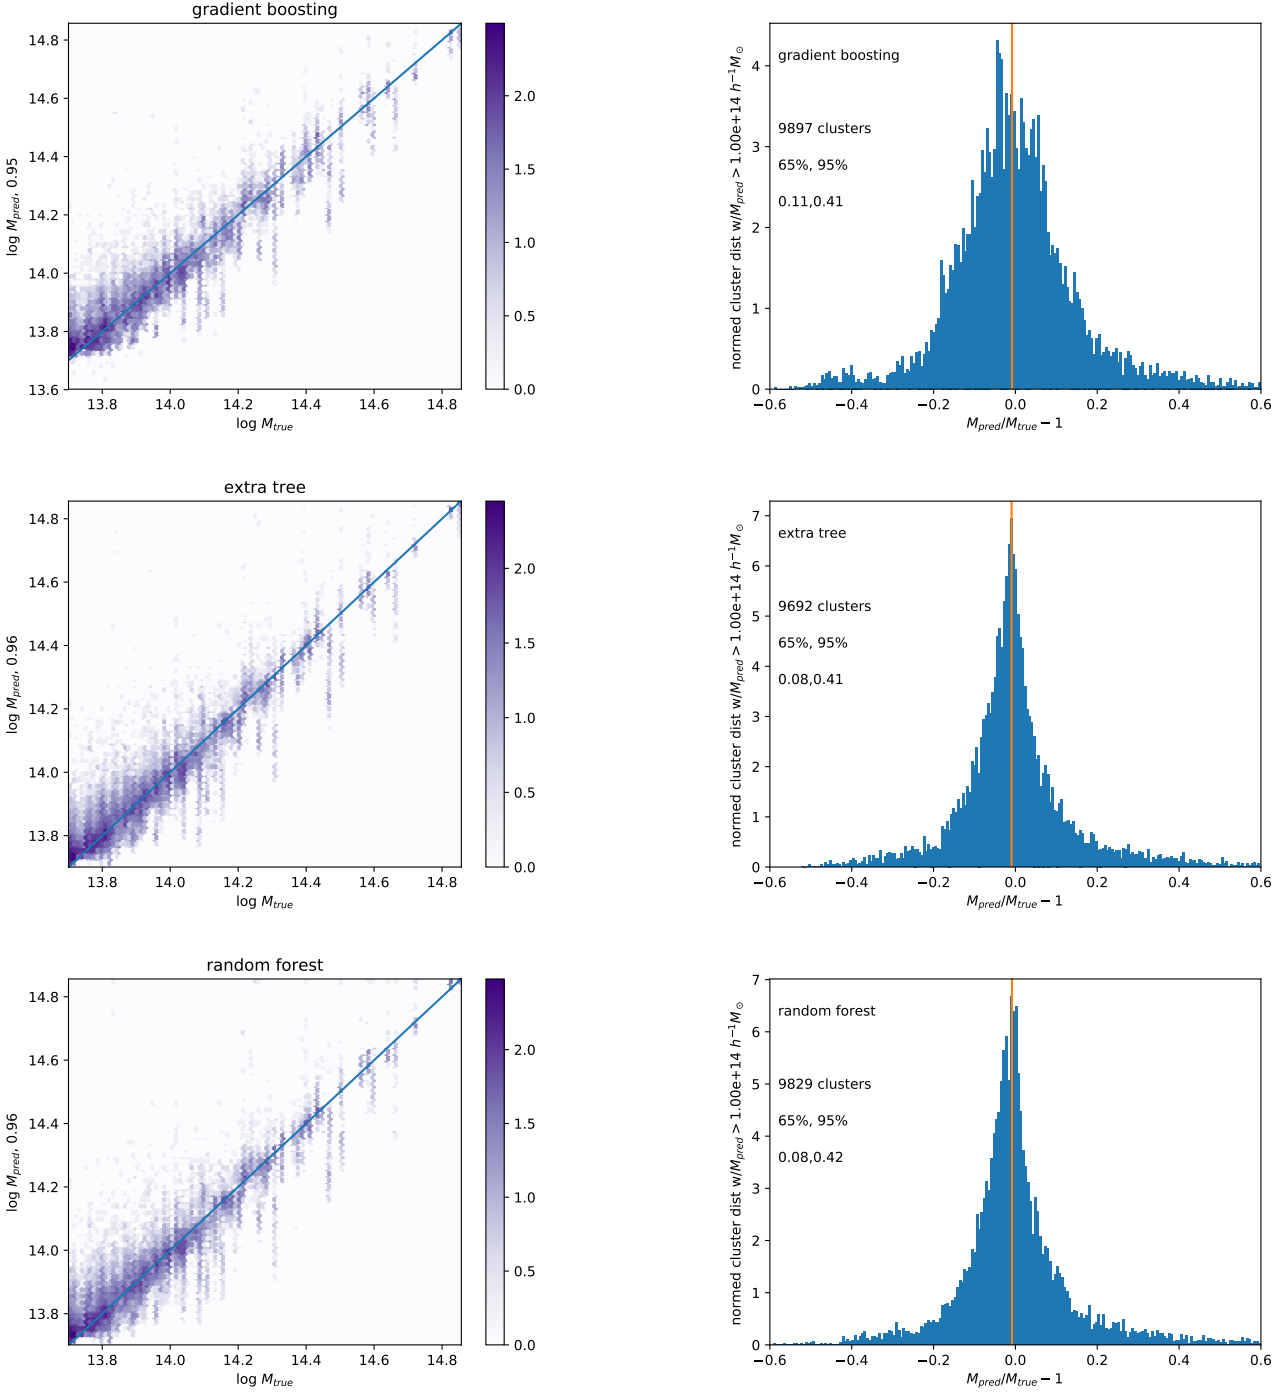 gradient boosting
14.8
14.6
14.4
14.2
14.0
13.8
13.6
log M_pred, 0.95
13.8 14.0 14.2 14.4 14.6 14.8
log M_true
2.0
1.5
1.0
0.5
0.0
normed cluster dist w/M_pred > 1.00e+14 h⁻¹M⊙
4
3
2
1
0
gradient boosting
9897 clusters
65%, 95%
0.11,0.41
−0.6 −0.4 −0.2 0.0 0.2 0.4 0.6
M_pred/M_true − 1
extra tree
14.8
14.6
14.4
14.2
14.0
13.8
log M_pred, 0.96
13.8 14.0 14.2 14.4 14.6 14.8
log M_true
2.0
1.5
1.0
0.5
0.0
normed cluster dist w/M_pred > 1.00e+14 h⁻¹M⊙
7
6
5
4
3
2
1
0
extra tree
9692 clusters
65%, 95%
0.08,0.41
−0.6 −0.4 −0.2 0.0 0.2 0.4 0.6
M_pred/M_true − 1
random forest
14.8
14.6
14.4
14.2
14.0
13.8
log M_pred, 0.96
13.8 14.0 14.2 14.4 14.6 14.8
log M_true
2.0
1.5
1.0
0.5
0.0
normed cluster dist w/M_pred > 1.00e+14 h⁻¹M⊙
7
6
5
4
3
2
1
0
random forest
9829 clusters
65%, 95%
0.08,0.42
−0.6 −0.4 −0.2 0.0 0.2 0.4 0.6
M_pred/M_true − 1